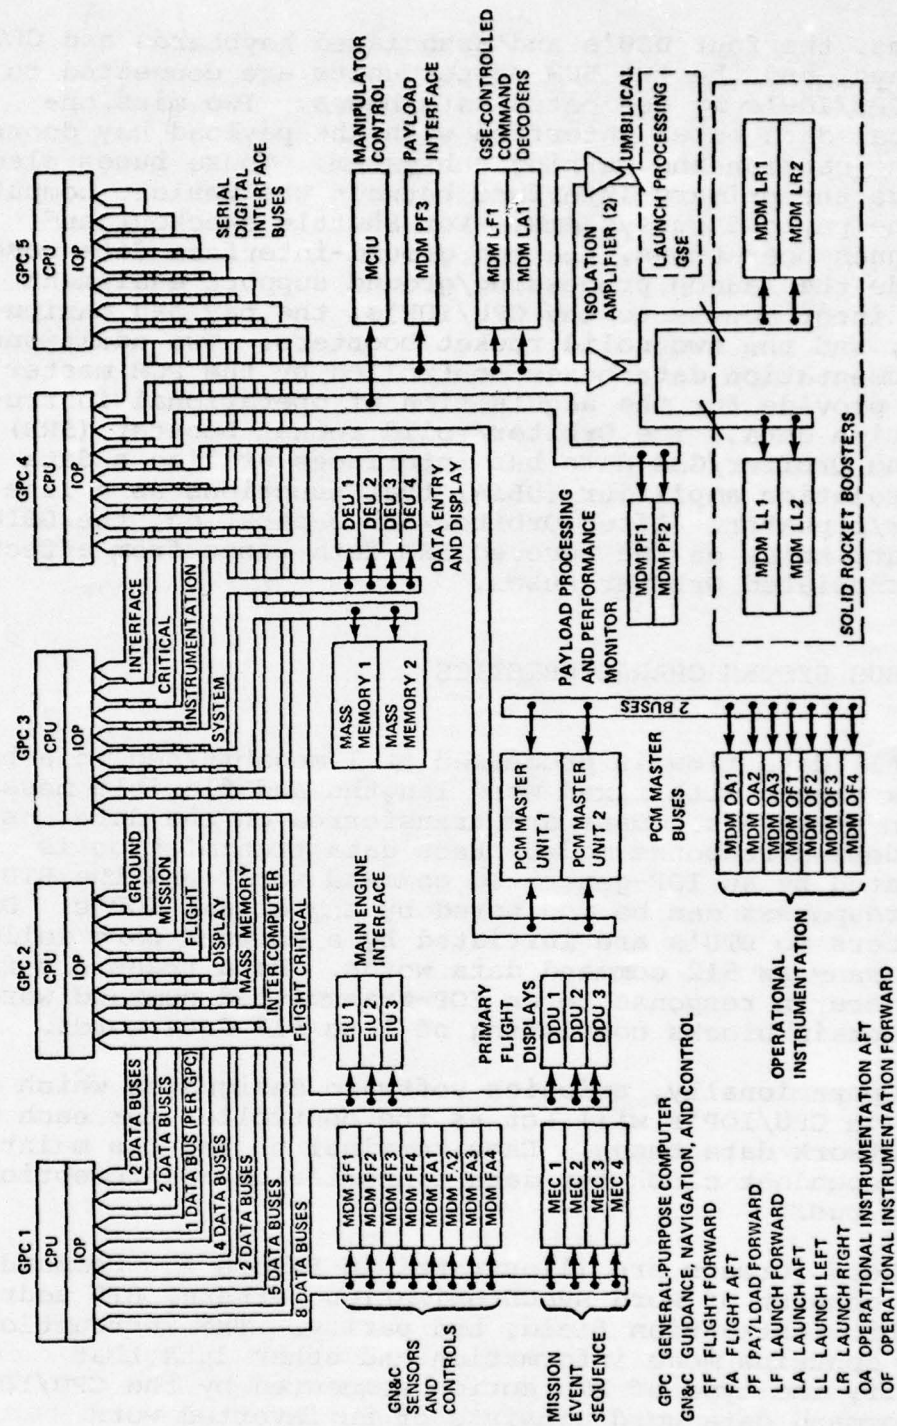 GPC 1
CPU
IOP
GPC 2
CPU
IOP
GPC 3
CPU
IOP
GPC 4
CPU
IOP
GPC 5
CPU
IOP
2 DATA BUSES
2 DATA BUSES
1 DATA BUS (PER GPC)
4 DATA BUSES
2 DATA BUSES
5 DATA BUSES
8 DATA BUSES
GROUND INTERFACE
MISSION CRITICAL
FLIGHT INSTRUMENTATION
DISPLAY SYSTEM
MASS MEMORY
INTERCOMPUTER
FLIGHT CRITICAL
SERIAL
DIGITAL
INTERFACE
BUSES
GN&C
SENSORS
AND
CONTROLS
MDM FF1
MDM FF2
MDM FF3
MDM FF4
MDM FA1
MDM FA2
MDM FA3
MDM FA4
EIU 1
EIU 2
EIU 3
MAIN ENGINE
INTERFACE
MASS
MEMORY 1
MASS
MEMORY 2
DEU 1
DEU 2
DEU 3
DEU 4
DATA ENTRY
AND DISPLAY
MCIU
MANIPULATOR
CONTROL
MDM PF3
PAYLOAD
INTERFACE
MDM LF1
MDM LA1
GSE-CONTROLLED
COMMAND
DECODERS
ISOLATION
AMPLIFIER (2)
UMBILICAL
LAUNCH PROCESSING
GSE
MISSION
EVENTS
SEQUENCE
MEC 1
MEC 2
MEC 3
MEC 4
PRIMARY
FLIGHT
DISPLAYS
DDU 1
DDU 2
DDU 3
PCM MASTER
UNIT 1
PCM MASTER
UNIT 2
PAYLOAD PROCESSING
AND PERFORMANCE
MONITOR
MDM PF1
MDM PF2
MDM LL1
MDM LL2
MDM LR1
MDM LR2
SOLID ROCKET BOOSTERS
PCM MASTER
BUSES
2 BUSES
OPERATIONAL
INSTRUMENTATION
MDM OA1
MDM OA2
MDM OA3
MDM OF1
MDM OF2
MDM OF3
MDM OF4
GPC GENERAL-PURPOSE COMPUTER
GN&C GUIDANCE, NAVIGATION, AND CONTROL
FF FLIGHT FORWARD
FA FLIGHT AFT
PF PAYLOAD FORWARD
LF LAUNCH FORWARD
LA LAUNCH AFT
LL LAUNCH LEFT
LR LAUNCH RIGHT
OA OPERATIONAL INSTRUMENTATION AFT
OF OPERATIONAL INSTRUMENTATION FORWARD